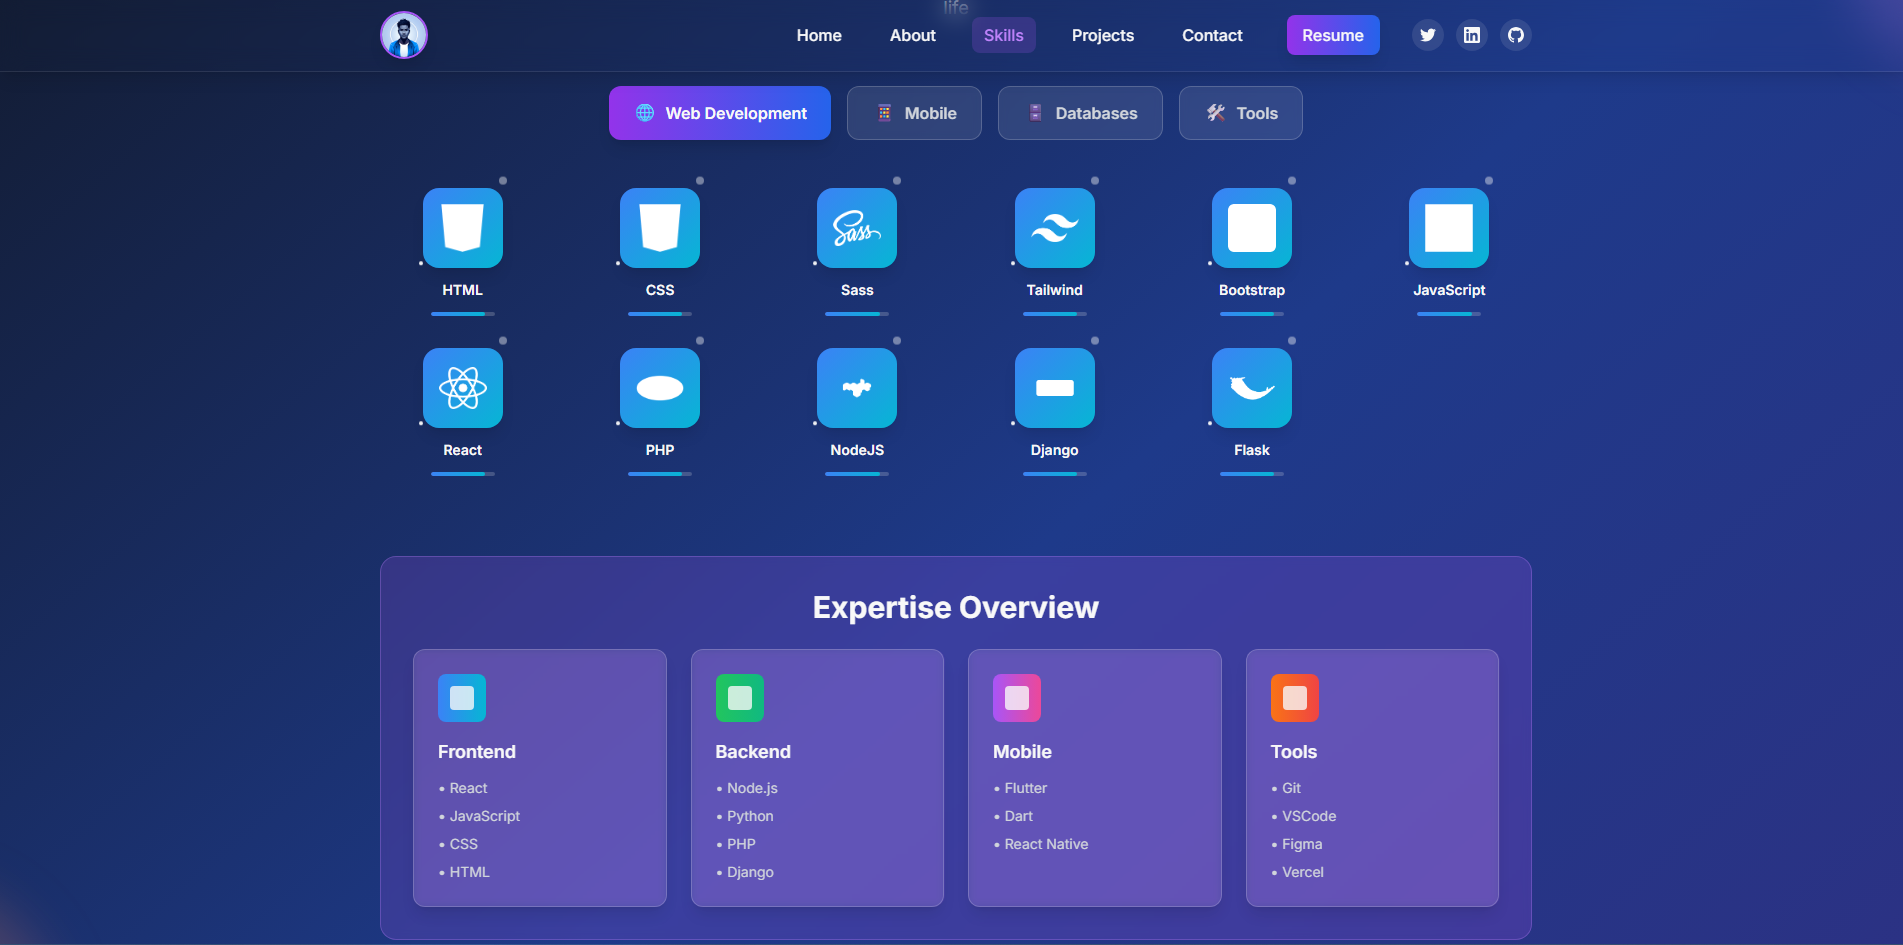 life
Home About Skills Projects Contact Resume
Web Development Mobile Databases Tools
Sass
HTML CSS Sass Tailwind Bootstrap JavaScript
React PHP NodeJS Django Flask
Expertise Overview
Frontend
• React
• JavaScript
• CSS
• HTML
Backend
• Node.js
• Python
• PHP
• Django
Mobile
• Flutter
• Dart
• React Native
Tools
• Git
• VSCode
• Figma
• Vercel